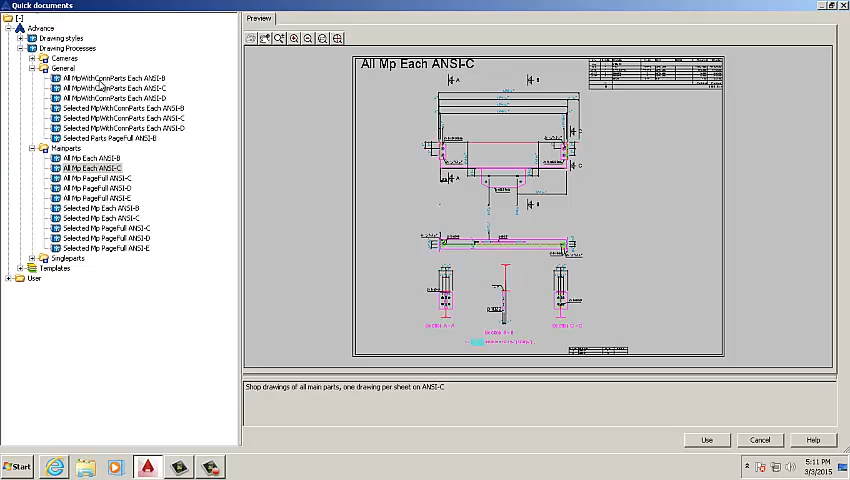 Quick documents
[-]
Advance
Drawing styles
Drawing Processes
Cameras
General
All MpWithConnParts Each ANSI-B
All MpWithConnParts Each ANSI-C
All MpWithConnParts Each ANSI-D
Selected MpWithConnParts Each ANSI-B
Selected MpWithConnParts Each ANSI-C
Selected MpWithConnParts Each ANSI-D
Selected Parts PageFull ANSI-B
Mainparts
All Mp Each ANSI-B
All Mp Each ANSI-C
All Mp PageFull ANSI-C
All Mp PageFull ANSI-D
All Mp PageFull ANSI-E
Selected Mp Each ANSI-B
Selected Mp Each ANSI-C
Selected Mp PageFull ANSI-C
Selected Mp PageFull ANSI-D
Selected Mp PageFull ANSI-E
Singleparts
Templates
User
Preview
All Mp Each ANSI-C
A
B
C
A
B
C
Section A - A
Section B - B
Section C - C
Shop drawings of all main parts, one drawing per sheet on ANSI-C
Use
Cancel
Help
Start
5:11 PM
3/3/2015